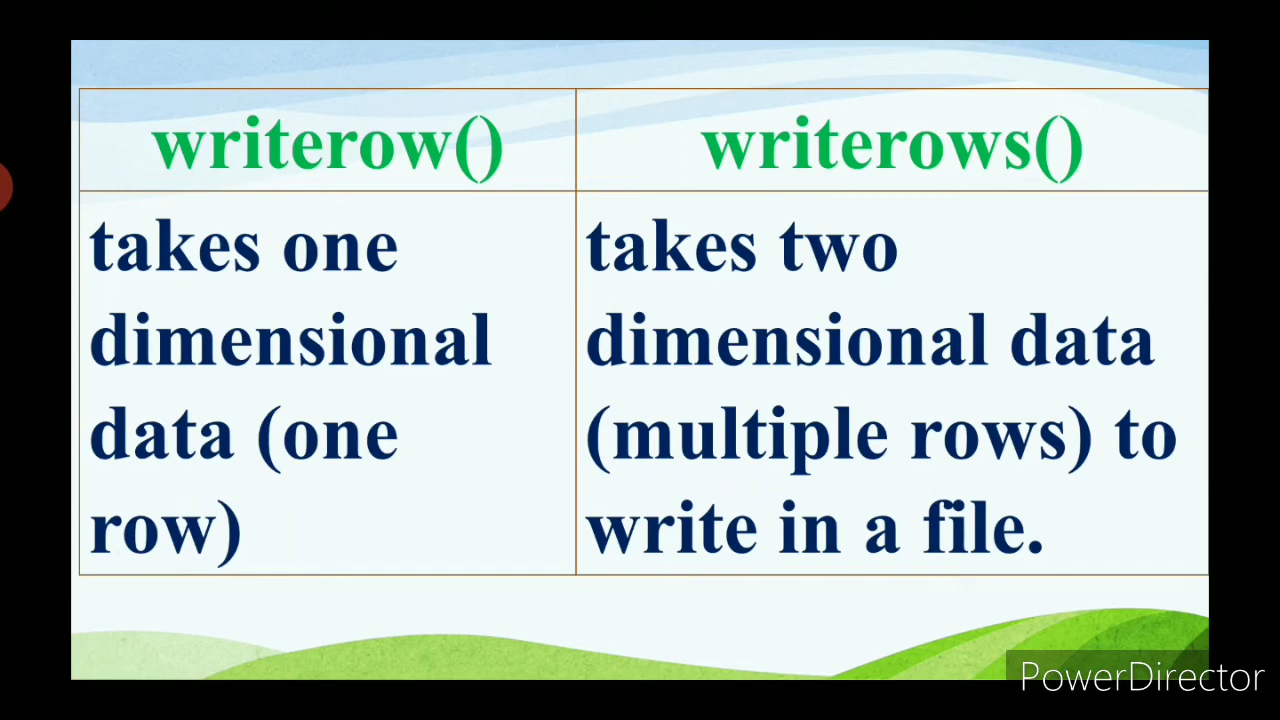 writerow()
writerows()
takes one
dimensional
data (one
row)
takes two
dimensional data
(multiple rows) to
write in a file.
PowerDirector